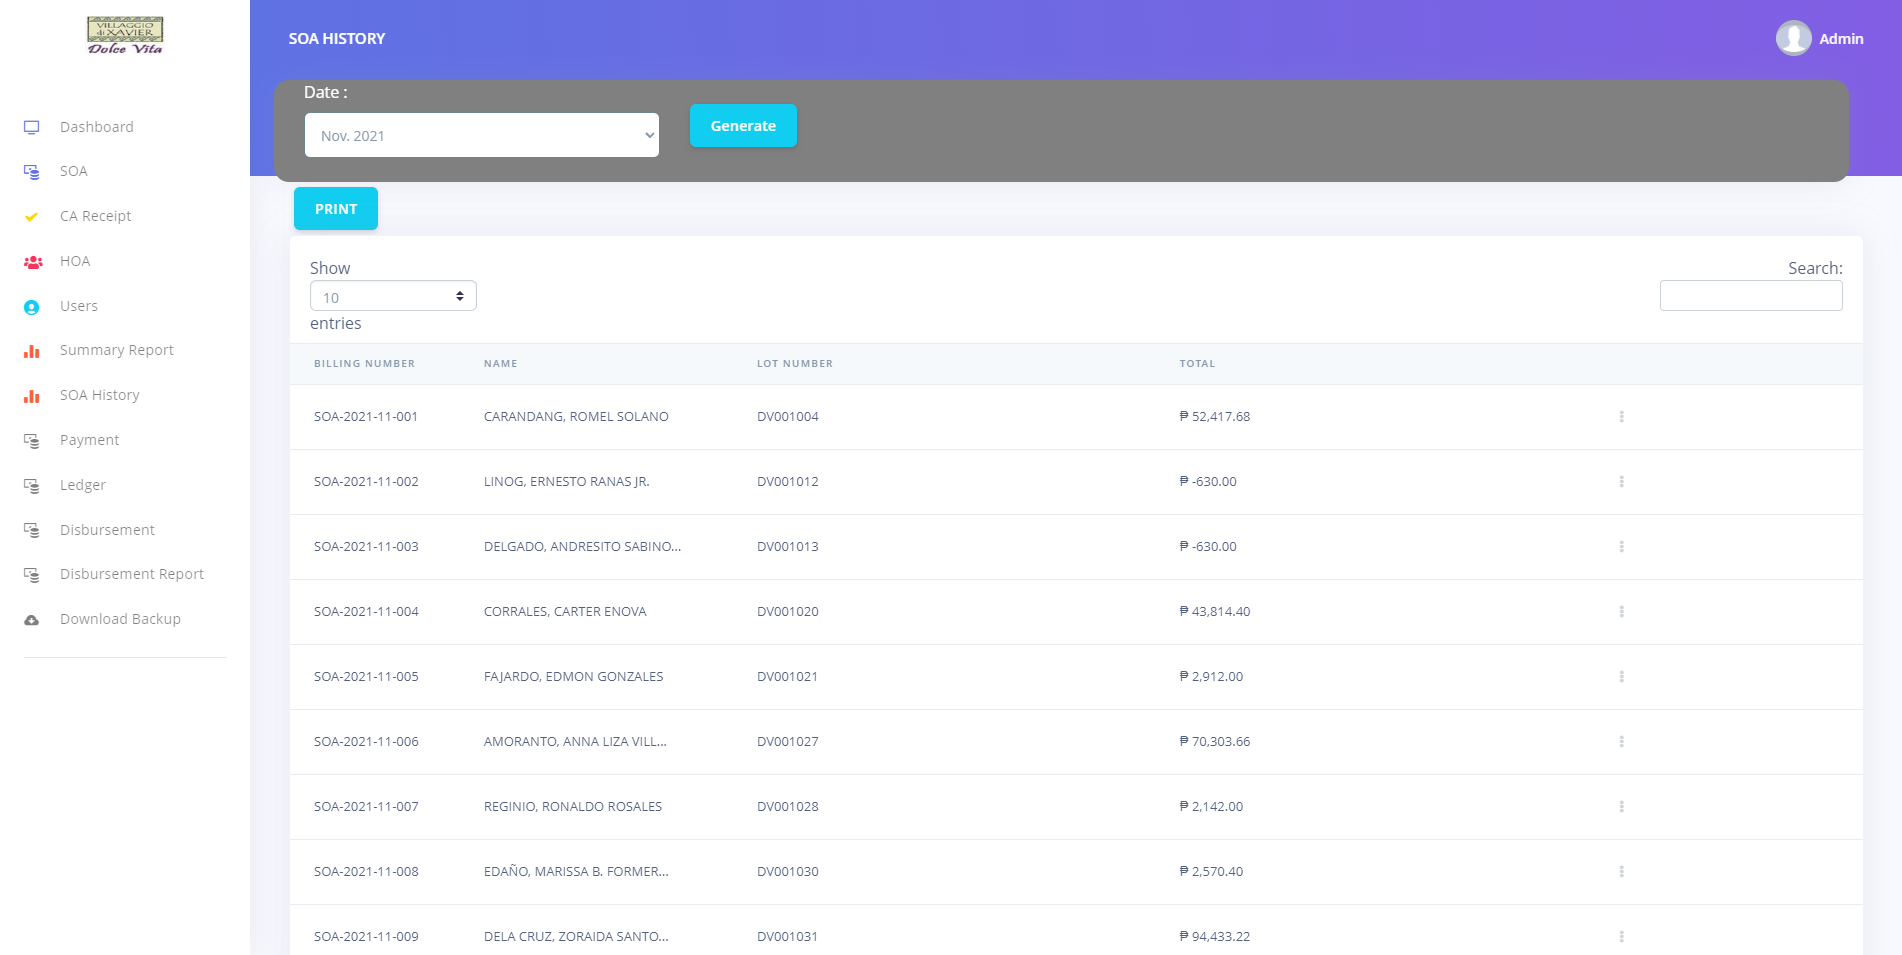 VILLAGGIO
di XAVIER
Dolce Vita
SOA HISTORY
Admin
Date :
Nov. 2021
Generate
PRINT
Dashboard
SOA
CA Receipt
HOA
Users
Summary Report
SOA History
Payment
Ledger
Disbursement
Disbursement Report
Download Backup
Show
10
entries
Search:
BILLING NUMBER NAME LOT NUMBER TOTAL
SOA-2021-11-001 CARANDANG, ROMEL SOLANO DV001004 ₱ 52,417.68
SOA-2021-11-002 LINOG, ERNESTO RANAS JR. DV001012 ₱ -630.00
SOA-2021-11-003 DELGADO, ANDRESITO SABINO... DV001013 ₱ -630.00
SOA-2021-11-004 CORRALES, CARTER ENOVA DV001020 ₱ 43,814.40
SOA-2021-11-005 FAJARDO, EDMON GONZALES DV001021 ₱ 2,912.00
SOA-2021-11-006 AMORANTO, ANNA LIZA VILL... DV001027 ₱ 70,303.66
SOA-2021-11-007 REGINIO, RONALDO ROSALES DV001028 ₱ 2,142.00
SOA-2021-11-008 EDAÑO, MARISSA B. FORMER... DV001030 ₱ 2,570.40
SOA-2021-11-009 DELA CRUZ, ZORAIDA SANTO... DV001031 ₱ 94,433.22